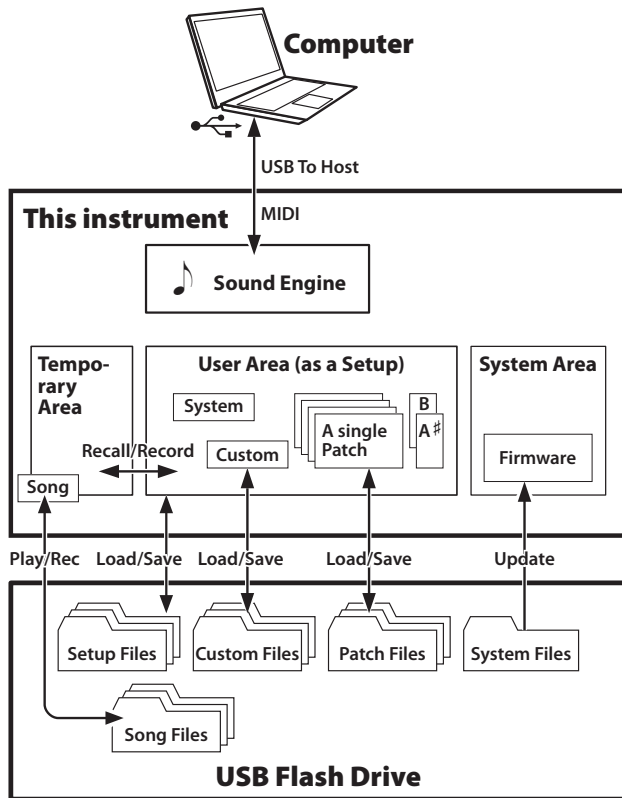 Computer
USB To Host
This instrument
MIDI
Sound Engine
Tempo-
rary
Area
User Area (as a Setup)
System Area
System
B
A♯
A single
Patch
Recall/Record
Custom
Firmware
Song
Play/Rec
Load/Save
Load/Save
Load/Save
Update
Setup Files
Custom Files
Patch Files
System Files
Song Files
USB Flash Drive